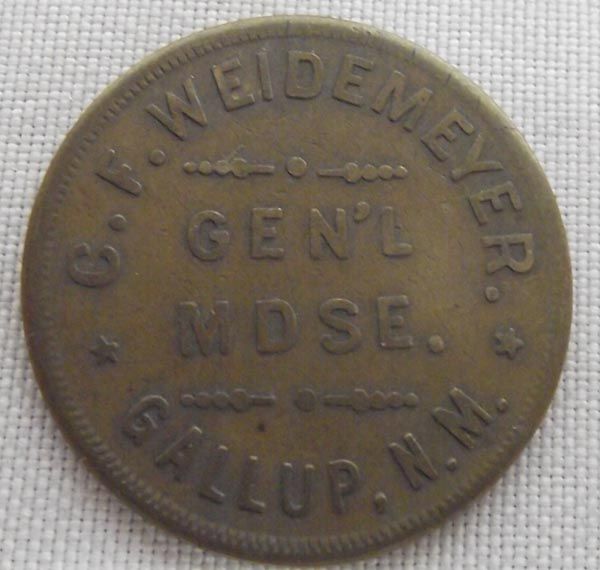 C. F. WEIDEMEYER.
GEN'L
MDSE.
GALLUP, N.M.